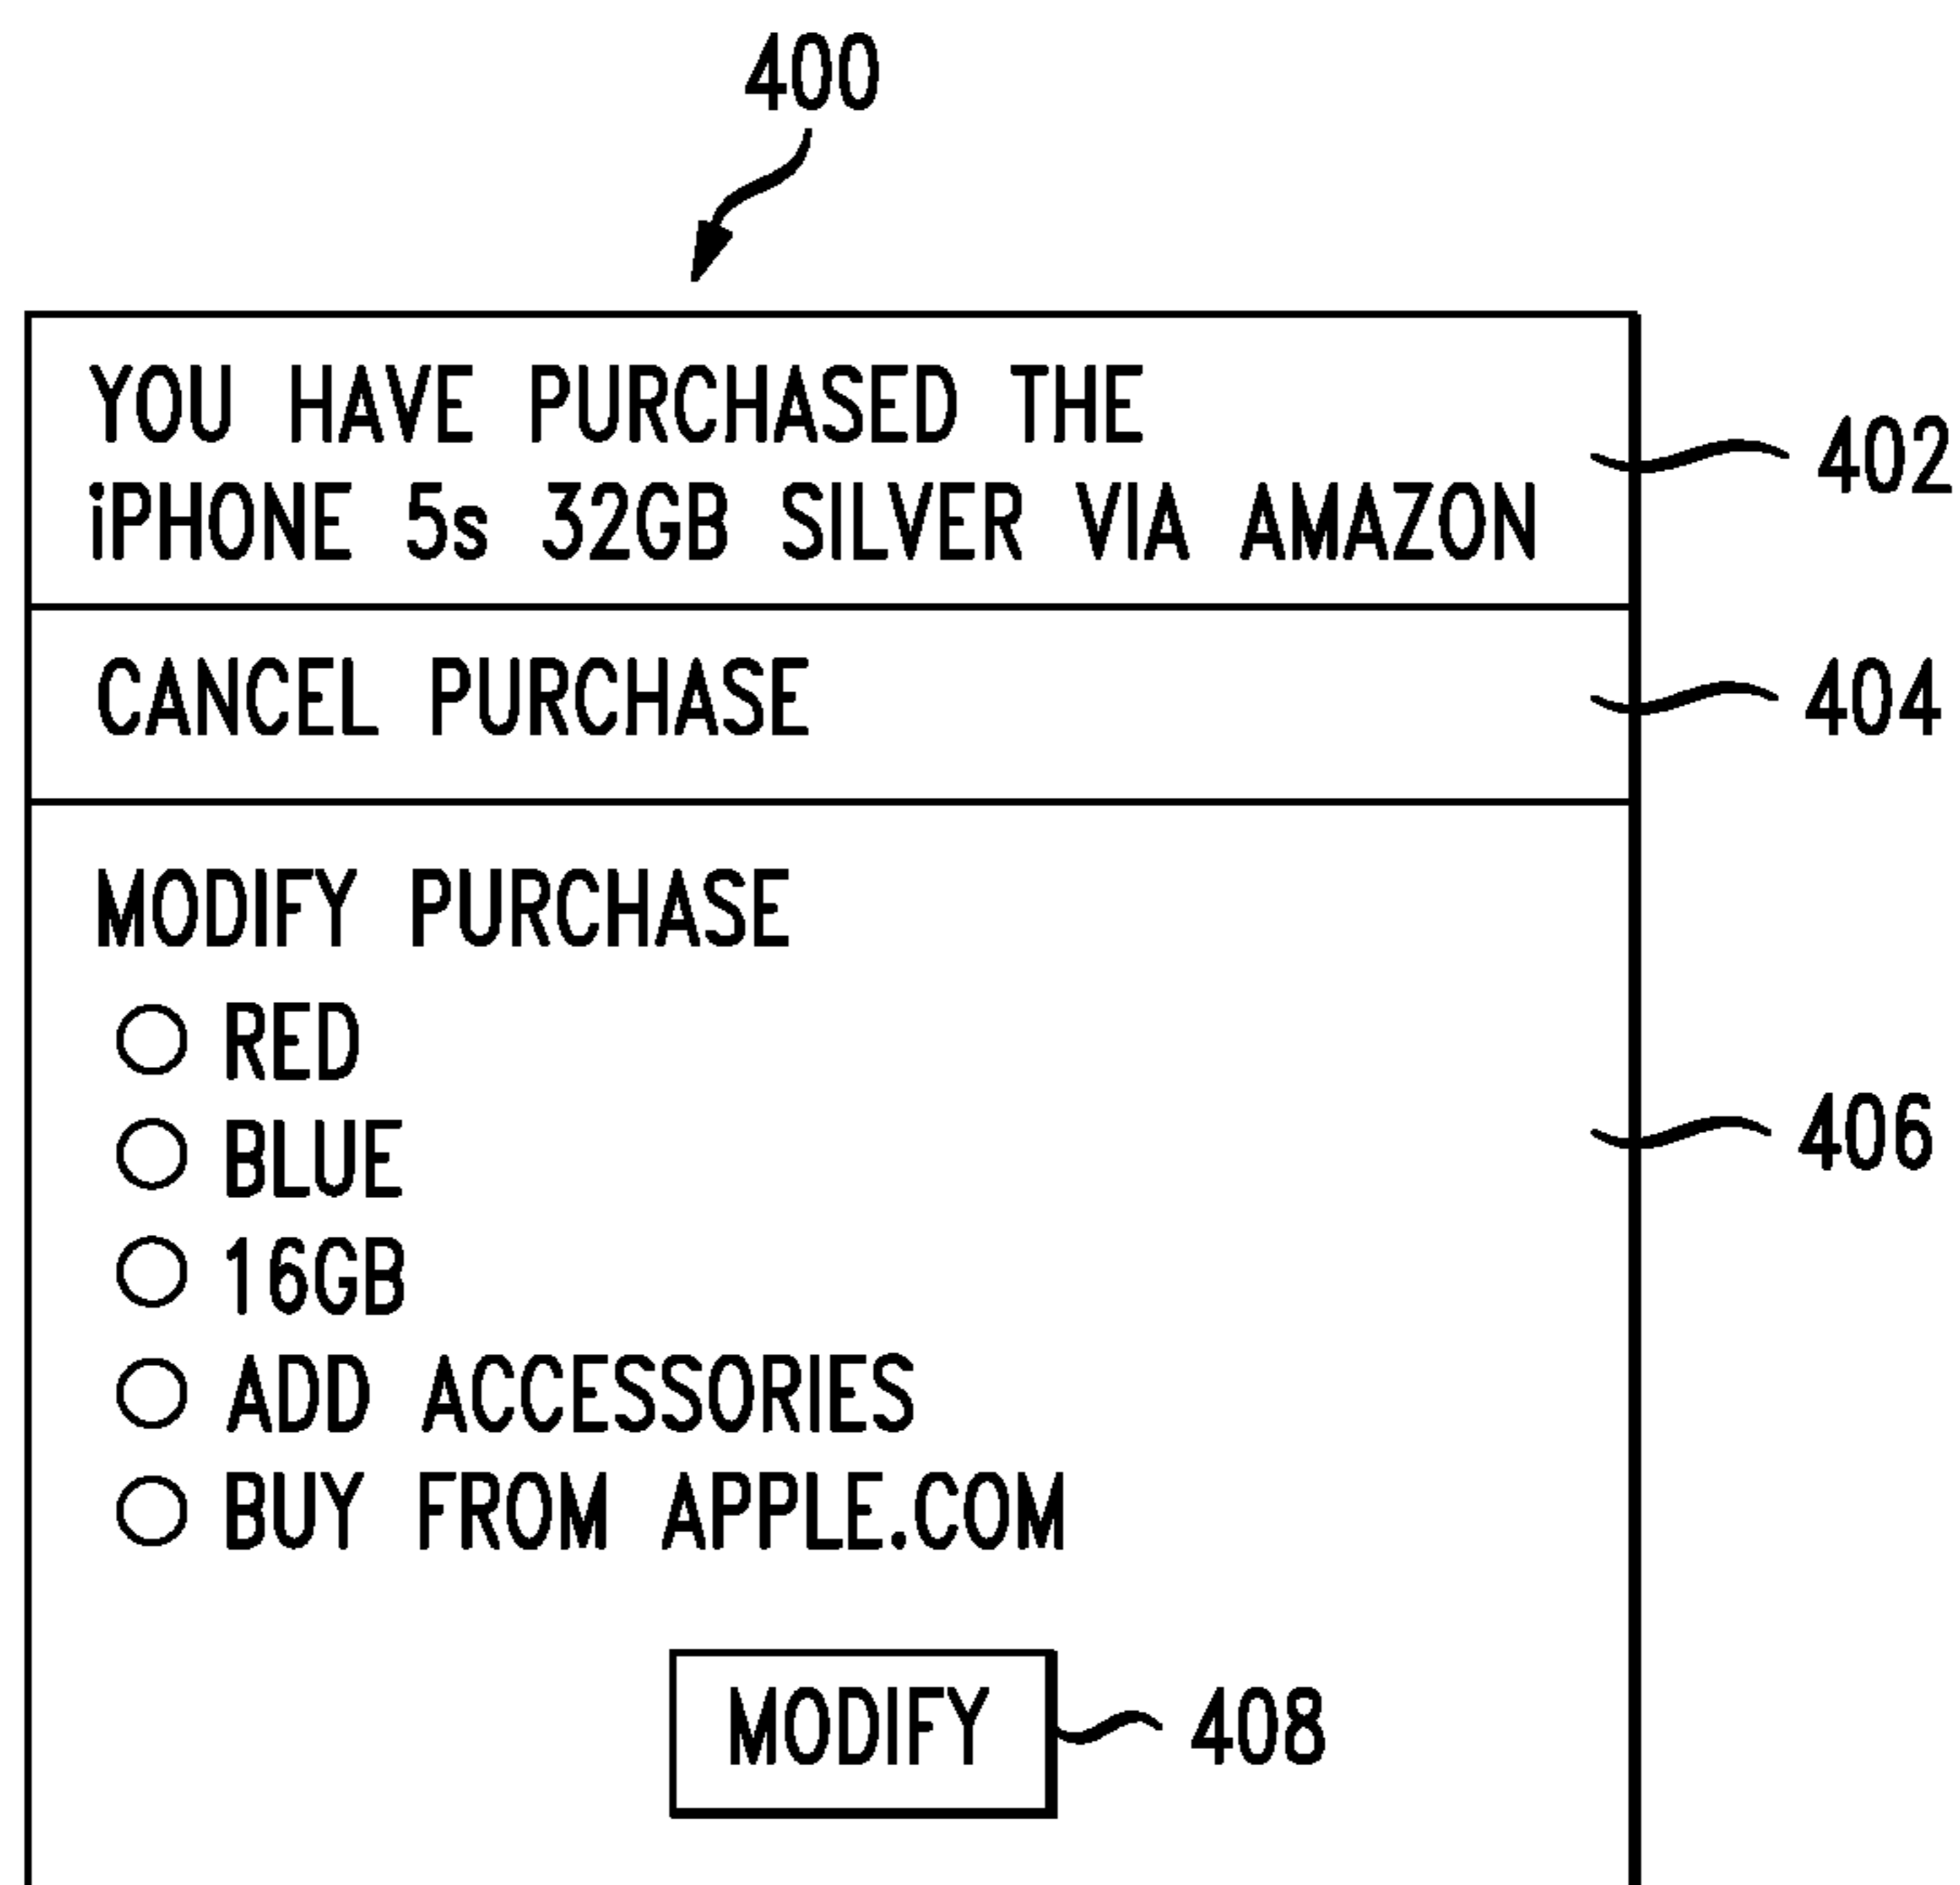 400
YOU HAVE PURCHASED THE
iPHONE 5s 32GB SILVER VIA AMAZON
402
CANCEL PURCHASE
404
MODIFY PURCHASE
RED
BLUE
406
16GB
ADD ACCESSORIES
BUY FROM APPLE.COM
MODIFY
408